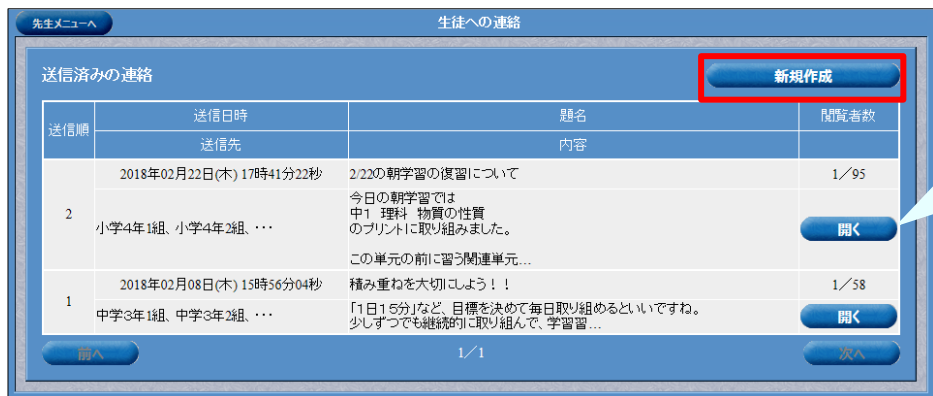 先生メニューへ
生徒への連絡
送信済みの連絡
新規作成
送信順
送信日時
題名
閲覧者数
送信先
内容
2018年02月22日(木) 17時41分22秒
2/22の朝学習の復習について
1/95
2
小学4年1組、小学4年2組、・・・
今日の朝学習では
中1 理科 物質の性質
のプリントに取り組みました。
この単元の前に習う関連単元...
開く
2018年02月08日(木) 15時56分04秒
積み重ねを大切にしよう！！
1/58
1
中学3年1組、中学3年2組、・・・
「1日15分」など、目標を決めて毎日取り組めるといいですね。
少しずつでも継続的に取り組んで、学習習...
開く
前へ
1/1
次へ